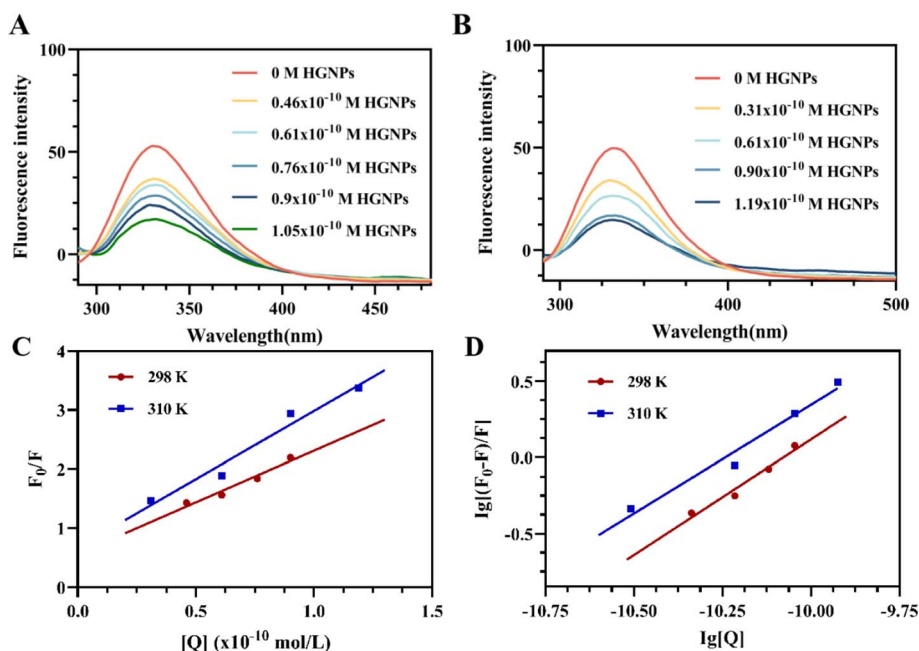 A
100
50
0
Fluorescence intensity
0 M HGNPs
0.46x10⁻¹⁰ M HGNPs
0.61x10⁻¹⁰ M HGNPs
0.76x10⁻¹⁰ M HGNPs
0.9x10⁻¹⁰ M HGNPs
1.05x10⁻¹⁰ M HGNPs
300 350 400 450
Wavelength(nm)
B
100
50
0
Fluorescence intensity
0 M HGNPs
0.31x10⁻¹⁰ M HGNPs
0.61x10⁻¹⁰ M HGNPs
0.90x10⁻¹⁰ M HGNPs
1.19x10⁻¹⁰ M HGNPs
300 400 500
Wavelength(nm)
C
4
3
2
1
0
F₀/F
298 K
310 K
0.0 0.5 1.0 1.5
[Q] (x10⁻¹⁰ mol/L)
D
0.5
0.0
-0.5
Ig[(F₀-F)/F]
298 K
310 K
-10.75 -10.50 -10.25 -10.00 -9.75
Ig[Q]